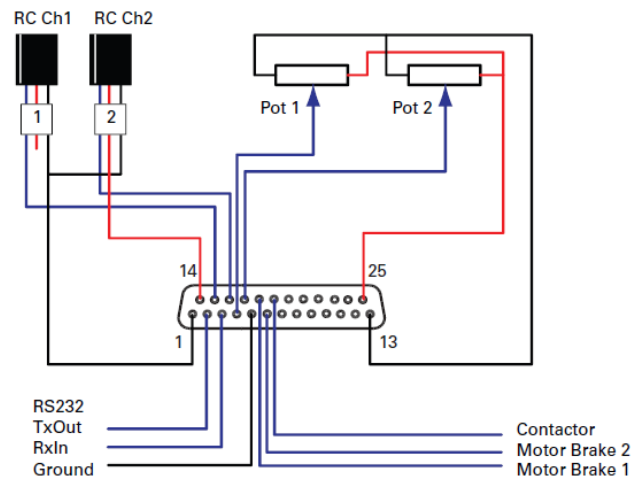 RC Ch1 RC Ch2
1 2
Pot 1 Pot 2
14 25
1 13
RS232
TxOut
RxIn
Ground
Contactor
Motor Brake 2
Motor Brake 1